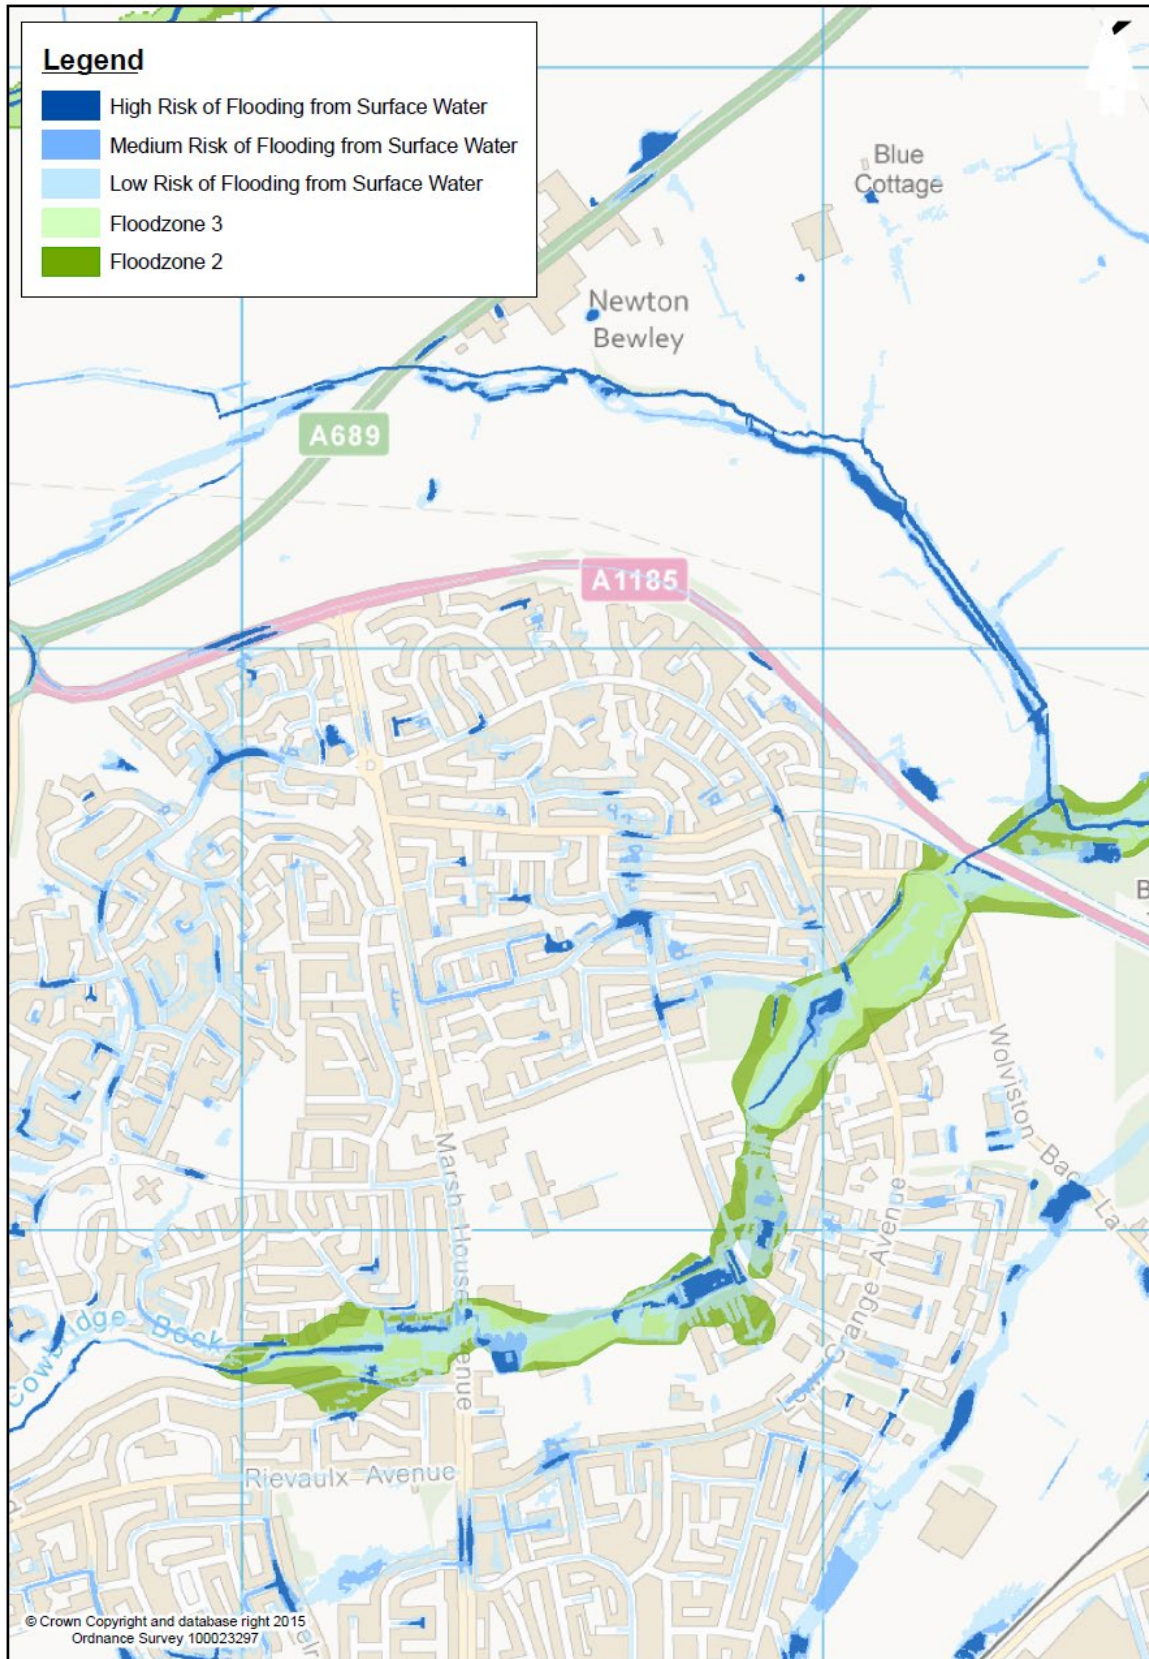 Legend
High Risk of Flooding from Surface Water
Medium Risk of Flooding from Surface Water
Low Risk of Flooding from Surface Water
Floodzone 3
Floodzone 2
Blue
Cottage
Newton
Bewley
A689
A1185
B
Wolviston Back La
Marsh House Avenue
Low Grange Avenue
Cowbridge Beck
Rievaulx Avenue
© Crown Copyright and database right 2015
Ordnance Survey 100023297